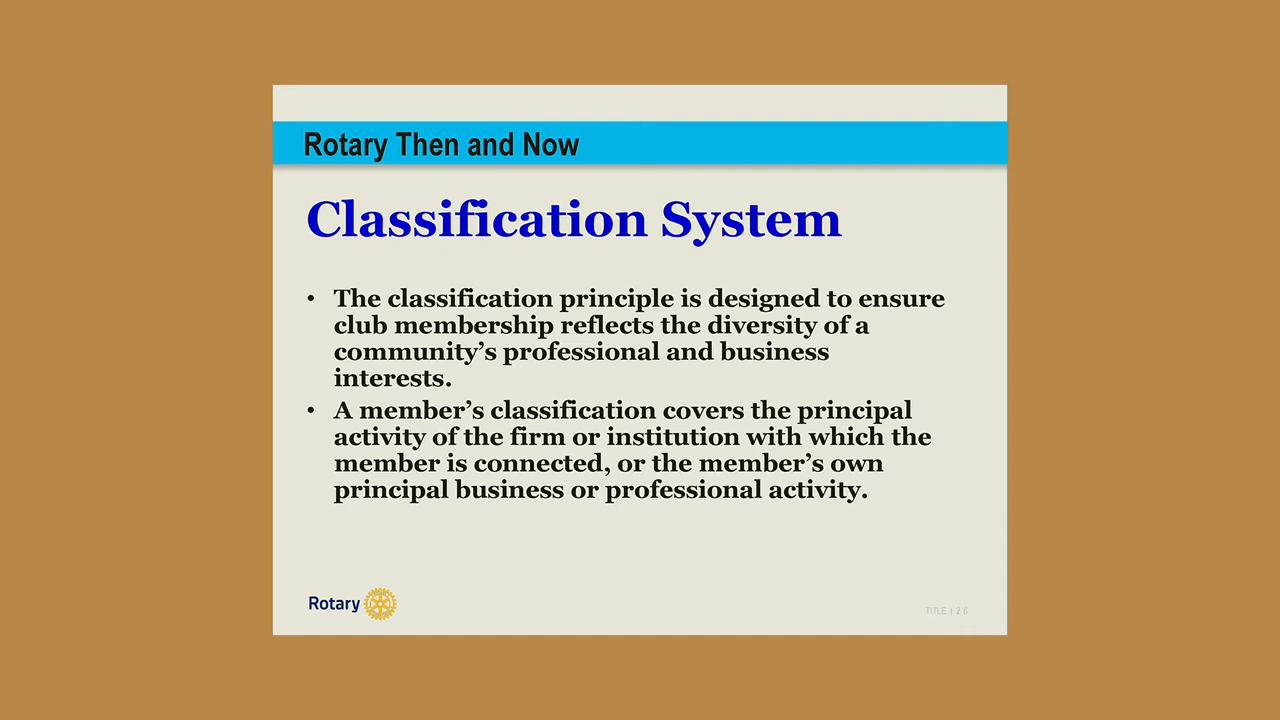 Rotary Then and Now
Classification System
• The classification principle is designed to ensure
club membership reflects the diversity of a
community’s professional and business
interests.
• A member’s classification covers the principal
activity of the firm or institution with which the
member is connected, or the member’s own
principal business or professional activity.
Rotary
TITLE | 26